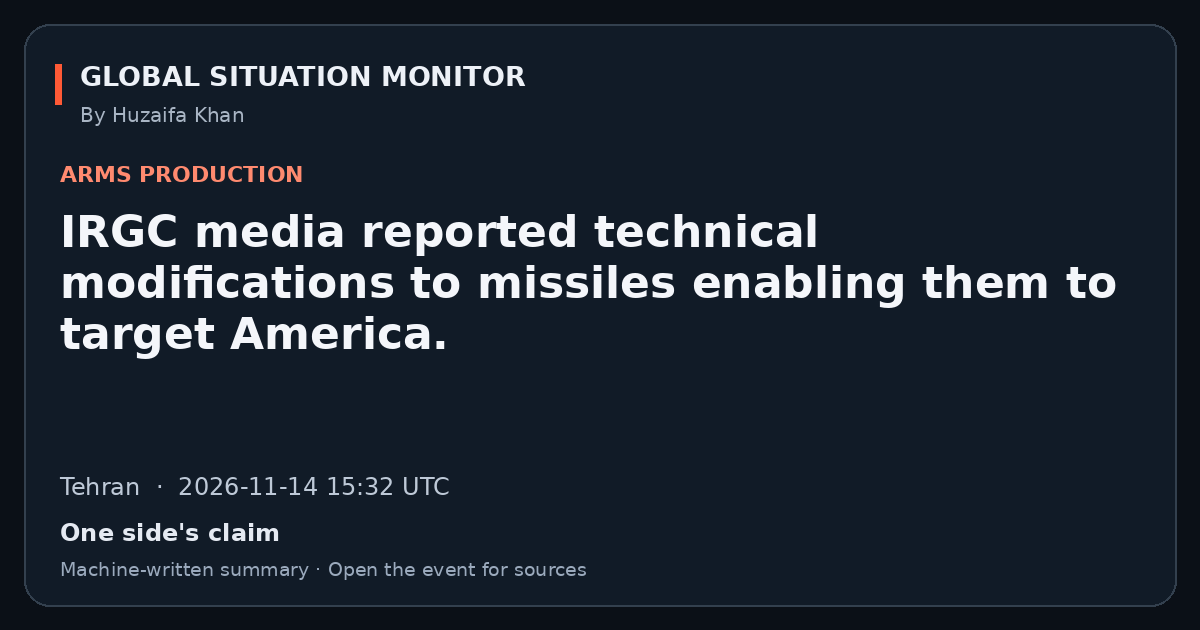 GLOBAL SITUATION MONITOR
By Huzaifa Khan
ARMS PRODUCTION
IRGC media reported technical
modifications to missiles enabling them to
target America.
Tehran · 2026-11-14 15:32 UTC
One side's claim
Machine-written summary · Open the event for sources